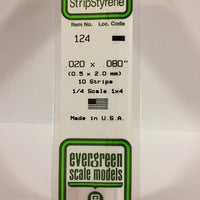 StripStyrene
Item No. Loc. Code
124
.020 x .080"
(0.5 x 2.0 mm)
10 Strips
1/4 Scale 1x4
Made in U.S.A.
evergreen
scale models